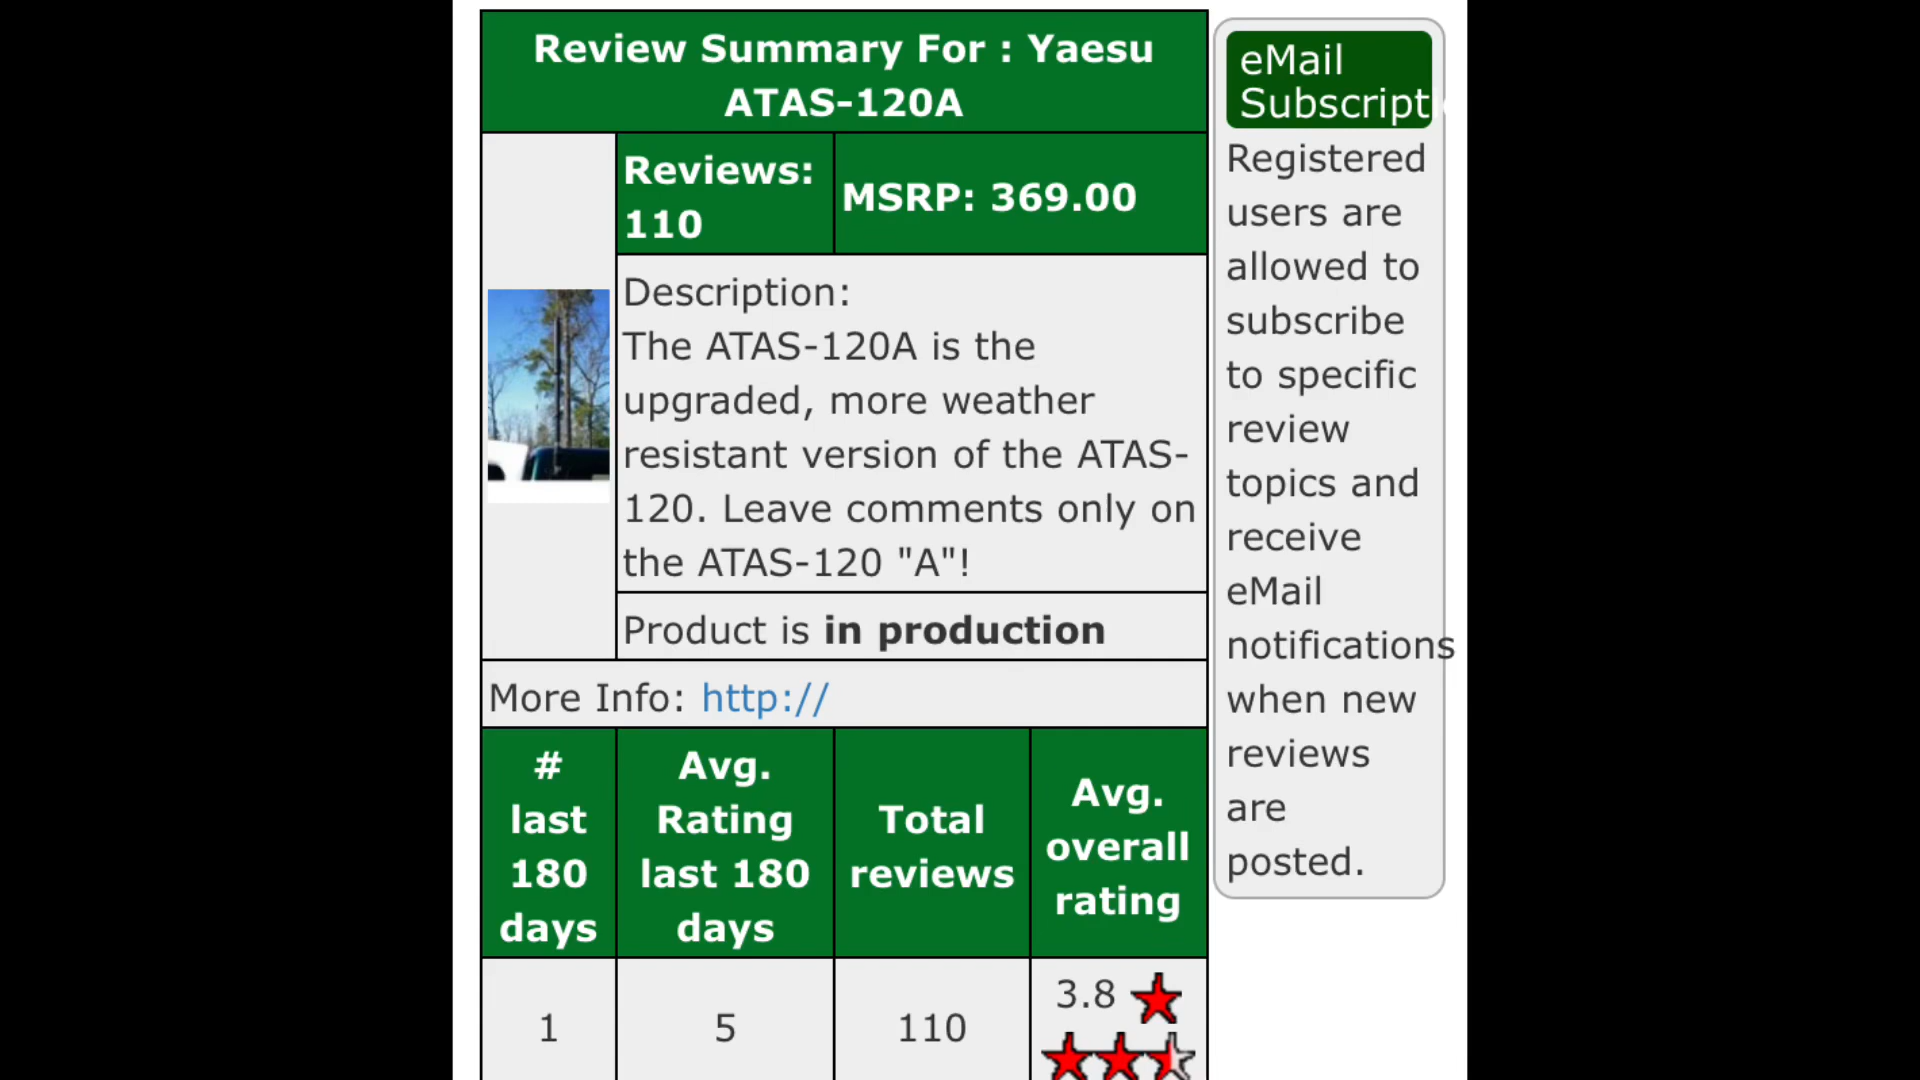 Review Summary For : Yaesu
ATAS-120A
Reviews:
110
MSRP: 369.00
Description:
The ATAS-120A is the
upgraded, more weather
resistant version of the ATAS-
120. Leave comments only on
the ATAS-120 "A"!
Product is in production
More Info: http://
#
last
180
days
Avg.
Rating
last 180
days
Total
reviews
Avg.
overall
rating
1
5
110
3.8
eMail
Registered
users are
allowed to
subscribe
to specific
review
topics and
receive
eMail
notifications
when new
reviews
are
posted.